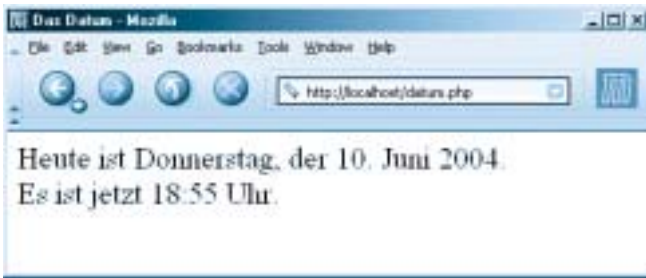 Das Datum - Mozilla
File Edit View Go Bookmarks Tools Window Help
http://localhost/datum.php
Heute ist Donnerstag, der 10. Juni 2004.
Es ist jetzt 18:55 Uhr.